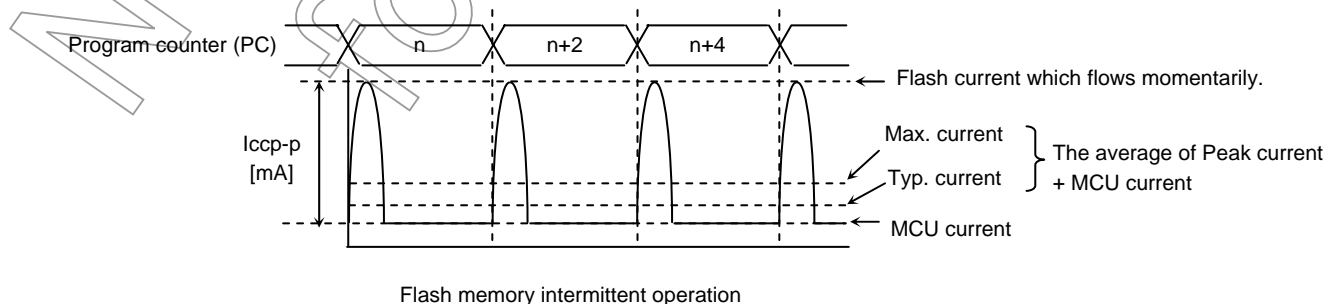 Program counter (PC)
n
n+2
n+4
Flash current which flows momentarily.
Iccp-p
[mA]
Max. current
Typ. current
The average of Peak current
+ MCU current
MCU current
Flash memory intermittent operation